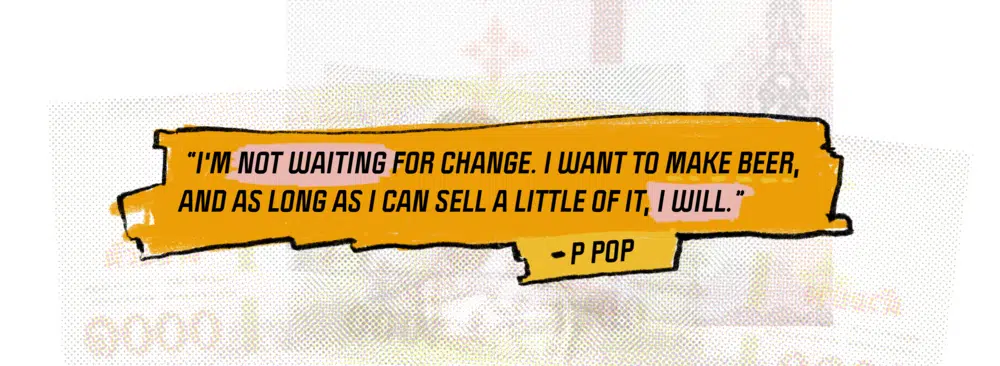 "I'M NOT WAITING FOR CHANGE. I WANT TO MAKE BEER,
AND AS LONG AS I CAN SELL A LITTLE OF IT, I WILL."
- P POP